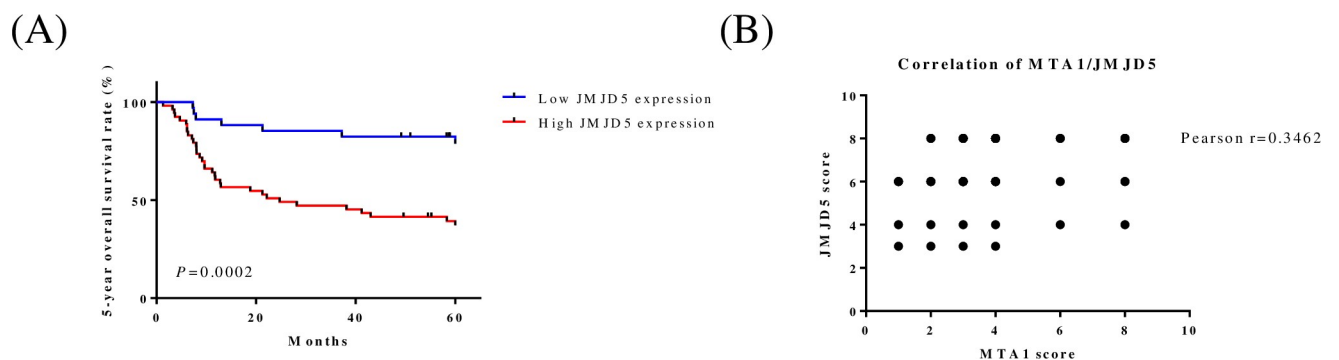 (A)
5-year overall survival rate (%)
100
50
0
0 20 40 60
Months
P=0.0002
Low JMJD5 expression
High JMJD5 expression
(B)
Correlation of MTA1/JMJD5
JMJD5 score
10
8
6
4
2
0
0 2 4 6 8 10
MTA1 score
Pearson r=0.3462